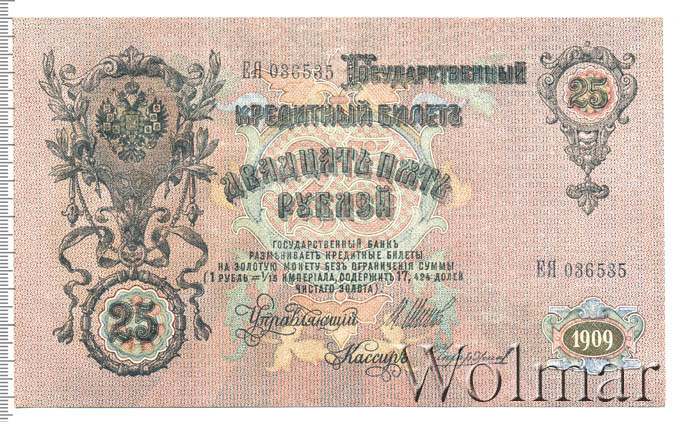 ЕЯ 036535 Государственный
25
Кредитный Билетъ
Двадцать пять
рублей
Государственный банкъ
размѣниваетъ кредитные билеты
на золотую монету безъ ограниченія суммы
(1 рубль = 1/15 имперіала, содержитъ 17,424 долей
чистаго золота).
ЕЯ 036535
25
Управляющій
Кассиръ
1909
Wolmar